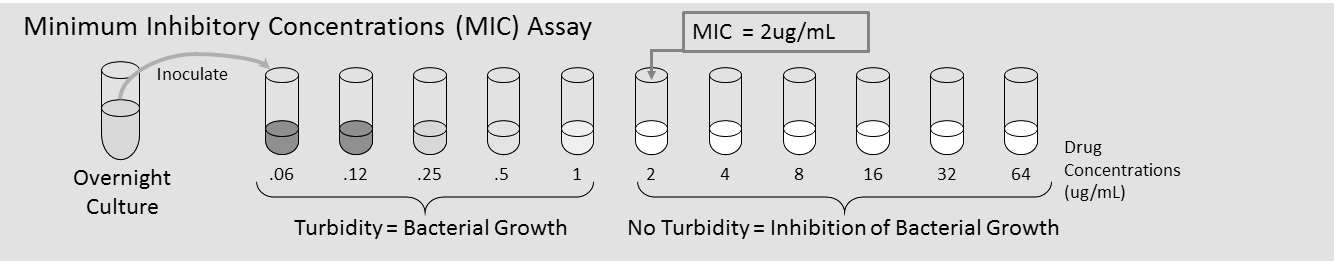 Minimum Inhibitory Concentrations (MIC) Assay
MIC = 2ug/mL
Inoculate
Overnight
Culture
.06 .12 .25 .5 1 2 4 8 16 32 64
Drug
Concentrations
(ug/mL)
Turbidity = Bacterial Growth
No Turbidity = Inhibition of Bacterial Growth